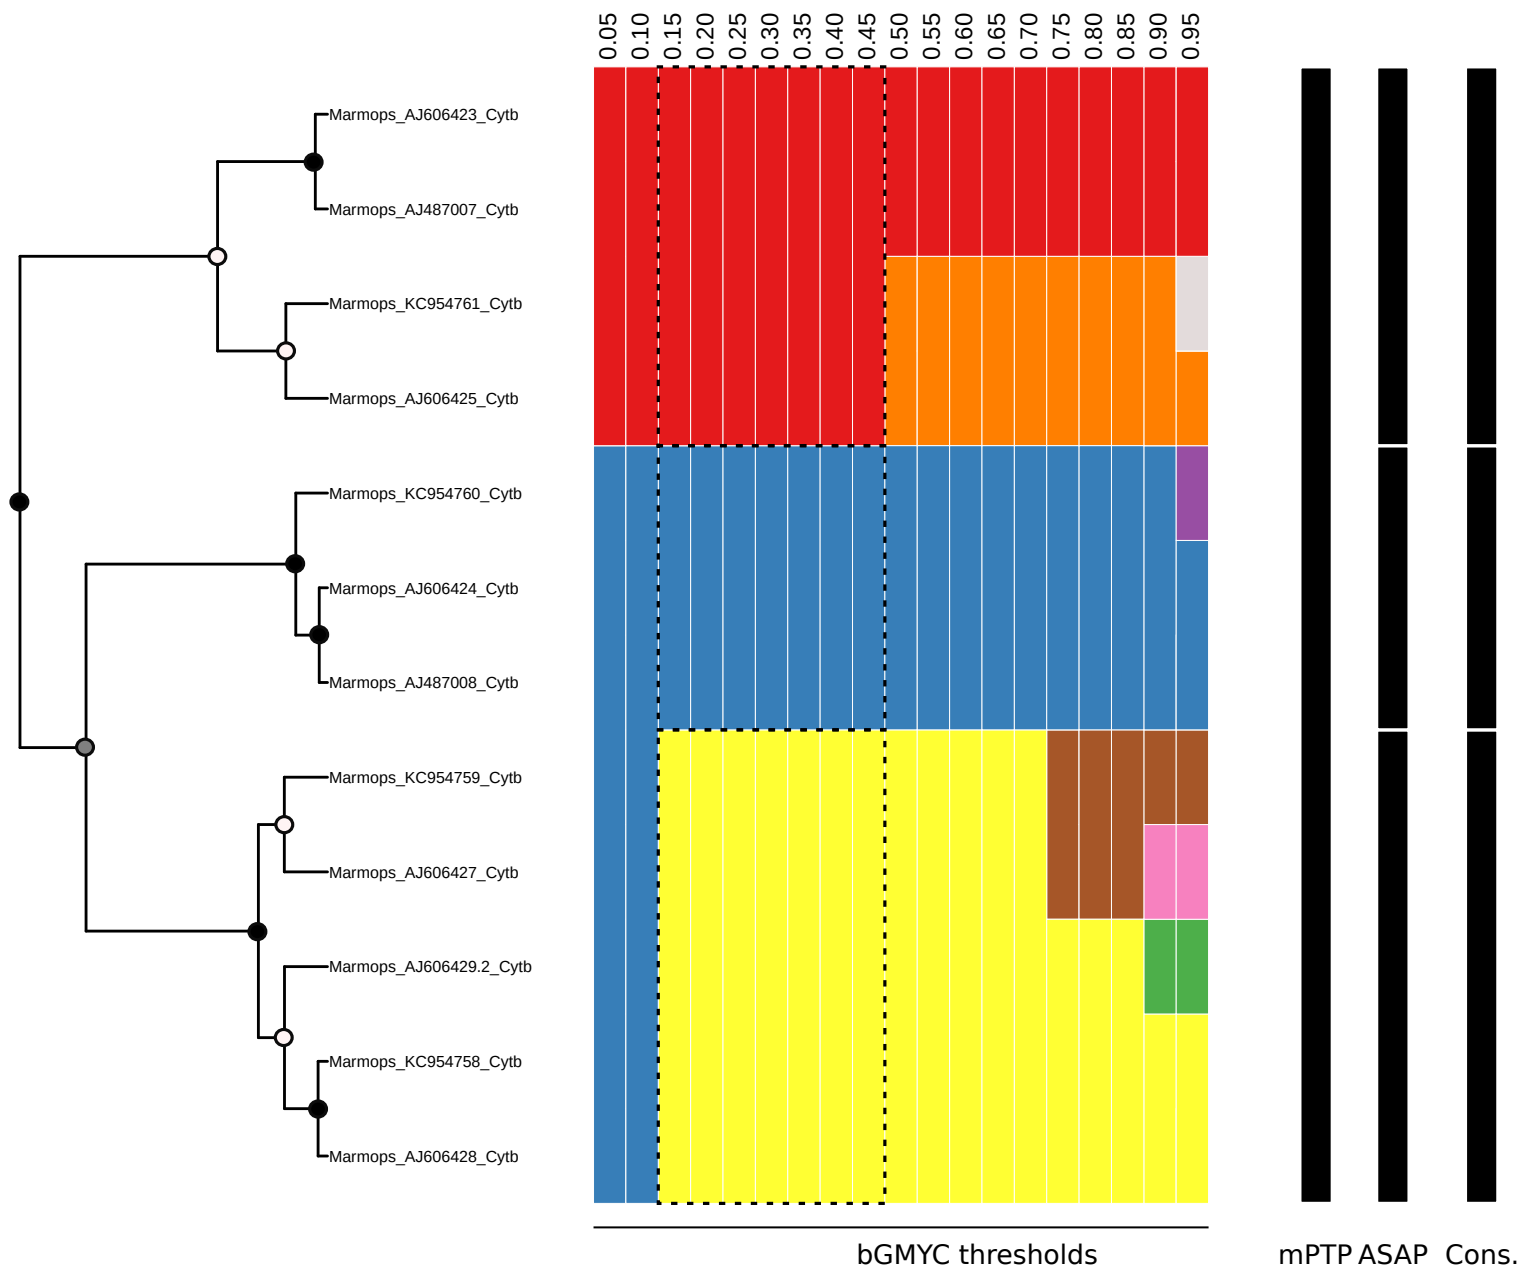 0.05 0.10 0.15 0.20 0.25 0.30 0.35 0.40 0.45 0.50 0.55 0.60 0.65 0.70 0.75 0.80 0.85 0.90 0.95
Marmops_AJ606423_Cytb
Marmops_AJ487007_Cytb
Marmops_KC954761_Cytb
Marmops_AJ606425_Cytb
Marmops_KC954760_Cytb
Marmops_AJ606424_Cytb
Marmops_AJ487008_Cytb
Marmops_KC954759_Cytb
Marmops_AJ606427_Cytb
Marmops_AJ606429.2_Cytb
Marmops_KC954758_Cytb
Marmops_AJ606428_Cytb
bGMYC thresholds mPTP ASAP Cons.